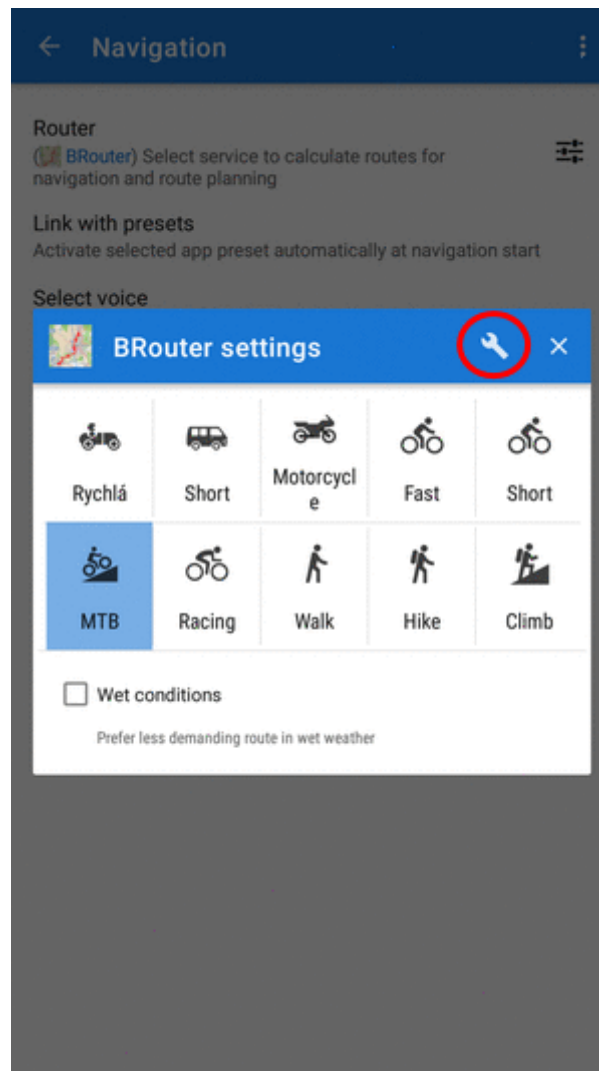 Navigation
Router
(BRouter) Select service to calculate routes for
navigation and route planning
Link with presets
Activate selected app preset automatically at navigation start
Select voice
BRouter settings
Rychlá
Short
Motorcycl
e
Fast
Short
MTB
Racing
Walk
Hike
Climb
Wet conditions
Prefer less demanding route in wet weather